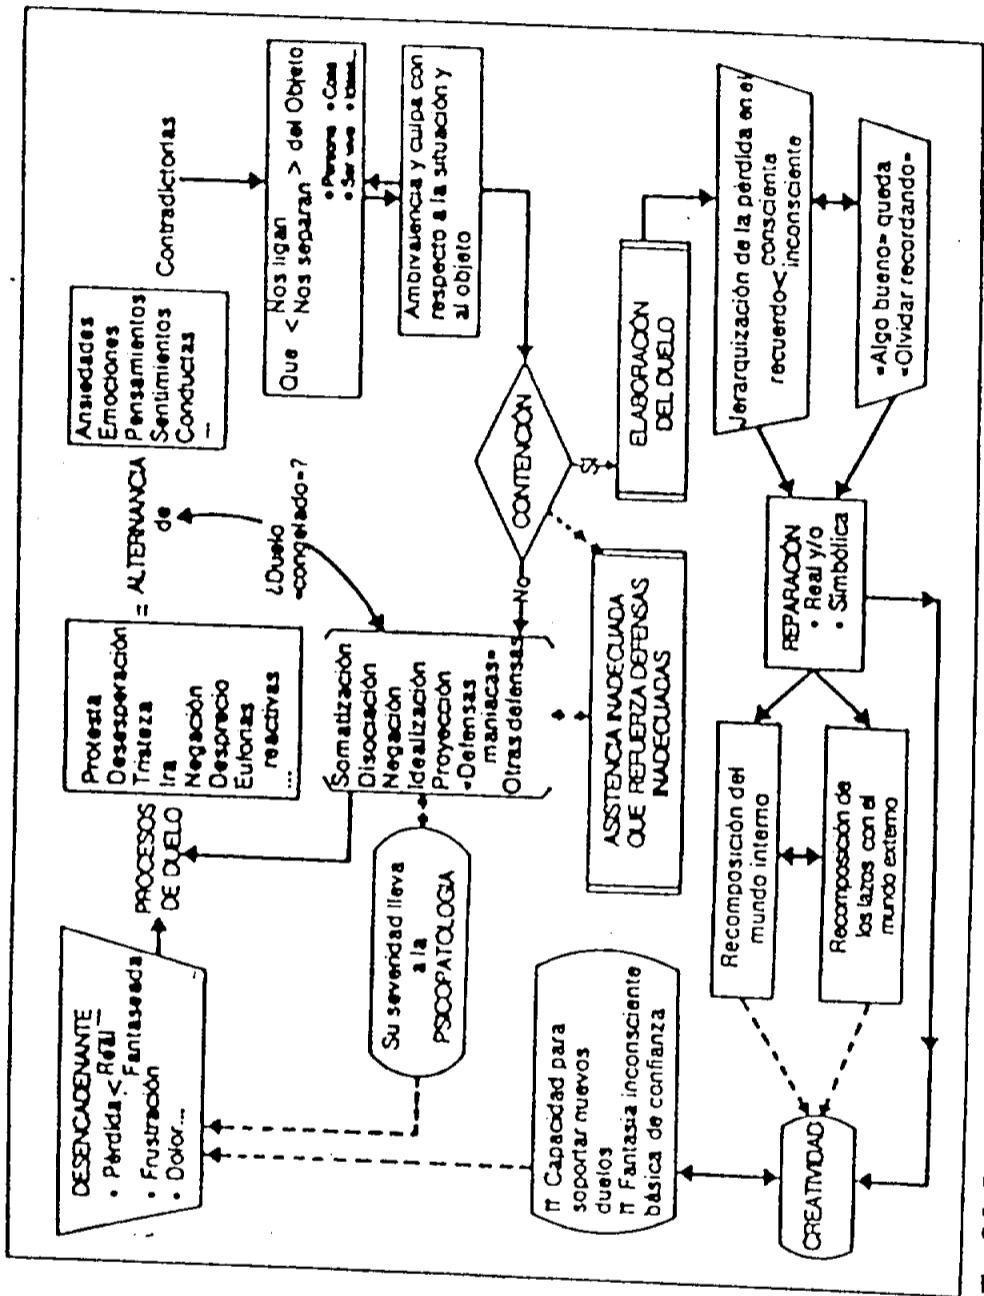 DESENCADENANTE
• Pérdida < Real
Fantaseada
• Frustración
• Dolor...
PROCESOS
DE DUELO
Protesta
Desesperación
Tristeza
Ira
Negación
Desprecio
Euforias
reactivas
...
= ALTERNANCIA
de
Ansiedades
Emociones
Pensamientos
Sentimientos
Conductas
...
Contradictorias
Que < Nos ligan
Nos separan > del Objeto
• Persona • Cosa
• Ser vivo • Idea...
Ambivalencia y culpa con
respecto a la situación y
al objeto
¿Duelo
«congelado»?
Somatización
Disociación
Negación
Idealización
Proyección
«Defensas
maníacas»
Otras defensas
Su severidad lleva
a la
PSICOPATOLOGIA
No
CONTENCIÓN
ASISTENCIA INADECUADA
QUE REFUERZA DEFENSAS
INADECUADAS
ELABORACIÓN
DEL DUELO
Jerarquización de la pérdida en el
recuerdo < consciente
inconsciente
«Algo bueno» queda
«Olvidar recordando»
REPARACIÓN
• Real y/o
• Simbólica
Recomposición del
mundo interno
Recomposición de
los lazos con el
mundo externo
π Capacidad para
soportar nuevos
duelos
π Fantasía inconsciente
básica de confianza
CREATIVIDAD